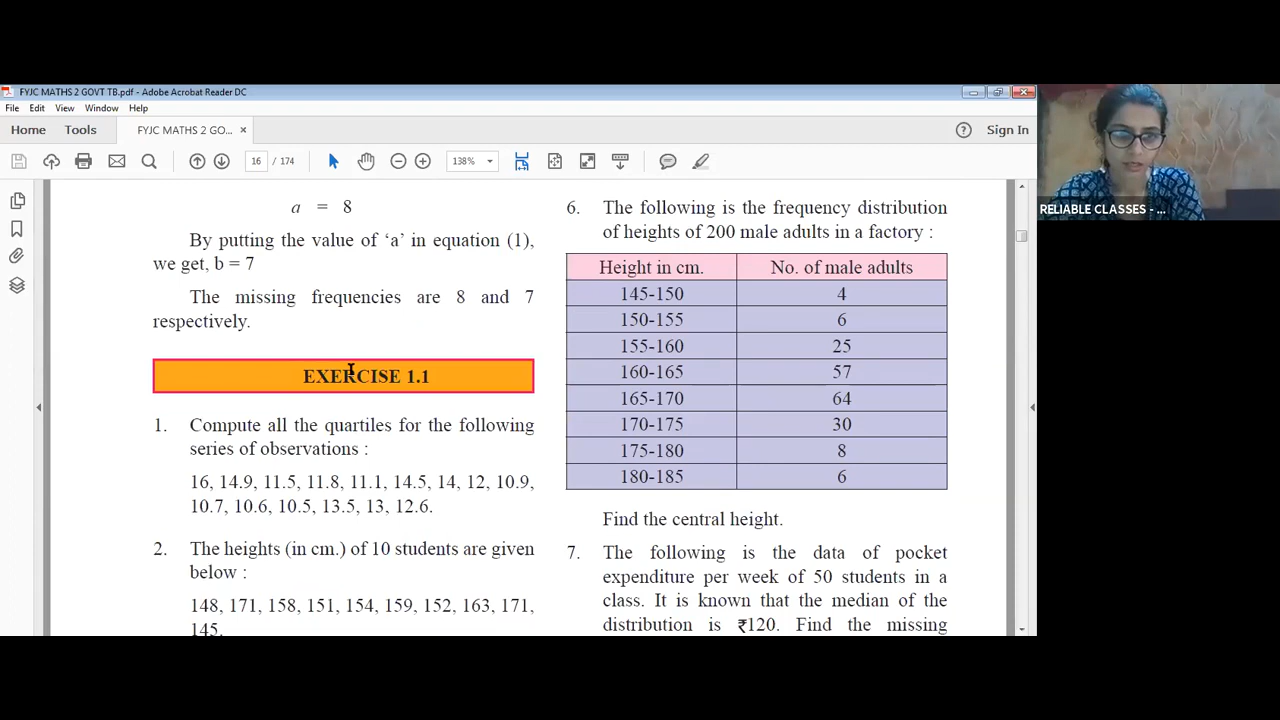 FYJC MATHS 2 GOVT TB.pdf - Adobe Acrobat Reader DC
File Edit View Window Help
Home Tools FYJC MATHS 2 GO... × Sign In
16 / 174 138%
a = 8
By putting the value of ‘a’ in equation (1),
we get, b = 7
The missing frequencies are 8 and 7
respectively.
EXERCISE 1.1
1. Compute all the quartiles for the following
series of observations :
16, 14.9, 11.5, 11.8, 11.1, 14.5, 14, 12, 10.9,
10.7, 10.6, 10.5, 13.5, 13, 12.6.
2. The heights (in cm.) of 10 students are given
below :
148, 171, 158, 151, 154, 159, 152, 163, 171,
145.
6. The following is the frequency distribution
of heights of 200 male adults in a factory :
Height in cm. No. of male adults
145-150 4
150-155 6
155-160 25
160-165 57
165-170 64
170-175 30
175-180 8
180-185 6
Find the central height.
7. The following is the data of pocket
expenditure per week of 50 students in a
class. It is known that the median of the
distribution is ₹120. Find the missing
RELIABLE CLASSES - ...